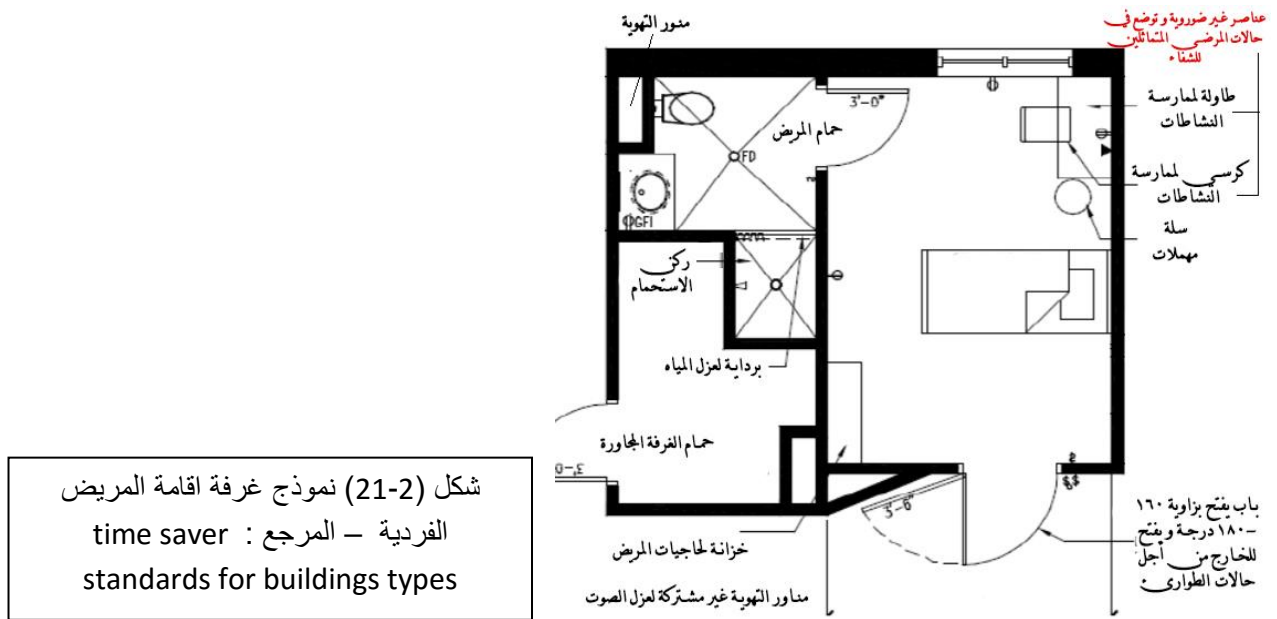 منور التهوية
عناصر غير ضرورية و توضع في
حالات المرضى المتماثلين
للشفاء
طاولة لممارسة
النشاطات
3'-0"
حمام المريض
FD
كرسي لممارسة
النشاطات
GFI
سلة
مهملات
ركن
الاستحمام
برداية لعزل المياه
حمام الغرفة المجاورة
3'-0
3'-6"
$
$$
باب يفتح بزاوية ١٦٠
-١٨٠ درجة و يفتح
للخارج من أجل
حالات الطوارئ
خزانة لحاجيات المريض
مناور التهوية غير مشتركة لعزل الصوت
شكل (2-21) نموذج غرفة اقامة المريض
الفردية – المرجع : time saver
standards for buildings types